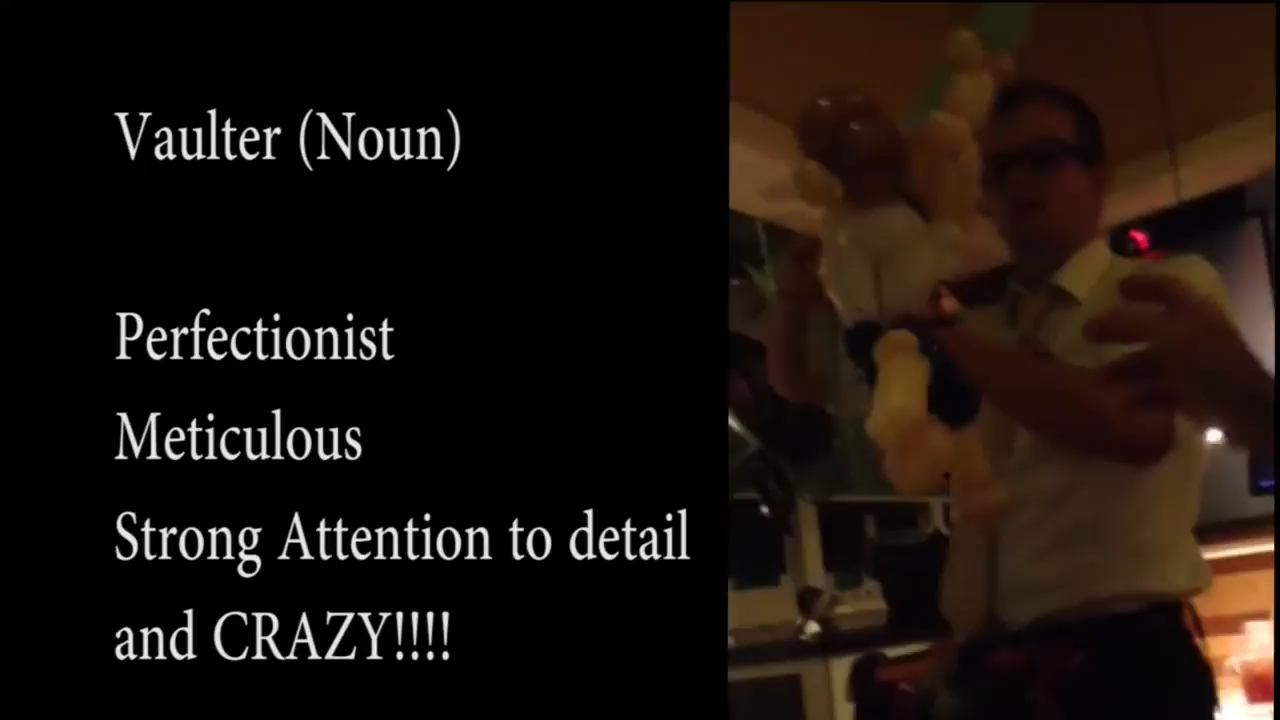 Vaulter (Noun)
Perfectionist
Meticulous
Strong Attention to detail
and CRAZY!!!!